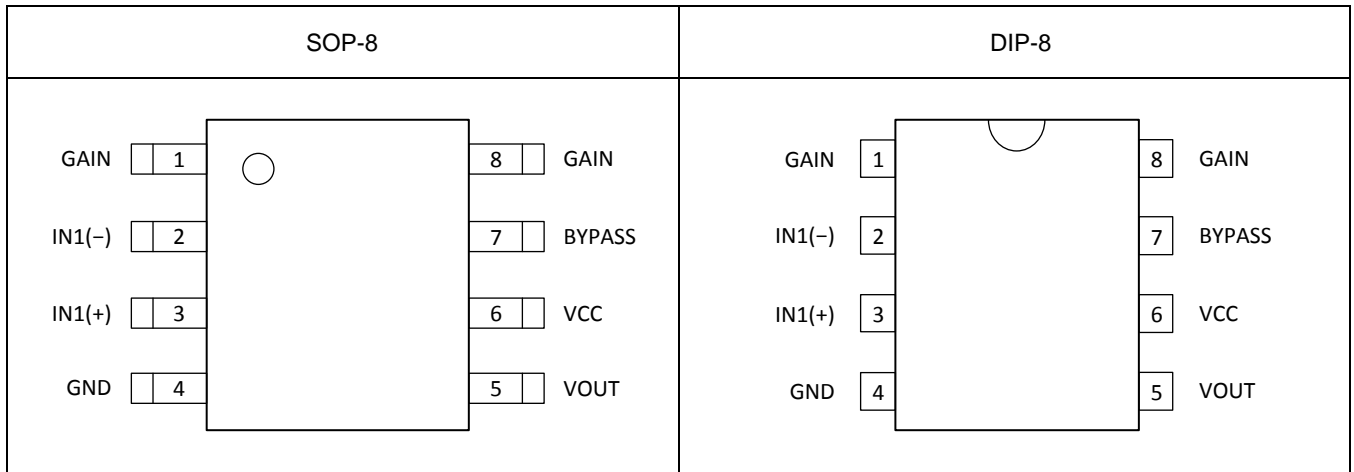 SOP-8
DIP-8
GAIN 1 8 GAIN
IN1(−) 2 7 BYPASS
IN1(+) 3 6 VCC
GND 4 5 VOUT
GAIN 1 8 GAIN
IN1(−) 2 7 BYPASS
IN1(+) 3 6 VCC
GND 4 5 VOUT